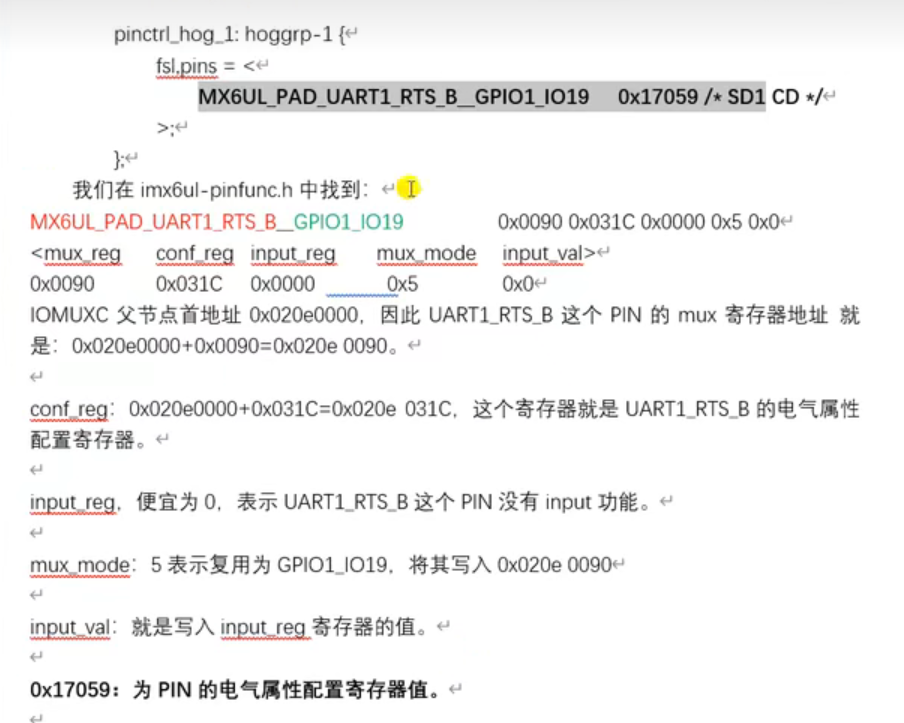 pinctrl_hog_1: hoggrp-1 {
fsl,pins = <
MX6UL_PAD_UART1_RTS_B__GPIO1_IO19 0x17059 /* SD1 CD */
>;
};
我们在 imx6ul-pinfunc.h 中找到：
MX6UL_PAD_UART1_RTS_B__GPIO1_IO19 0x0090 0x031C 0x0000 0x5 0x0
<mux_reg conf_reg input_reg mux_mode input_val>
0x0090 0x031C 0x0000 0x5 0x0
IOMUXC 父节点首地址 0x020e0000，因此 UART1_RTS_B 这个 PIN 的 mux 寄存器地址 就
是：0x020e0000+0x0090=0x020e 0090。
conf_reg：0x020e0000+0x031C=0x020e 031C，这个寄存器就是 UART1_RTS_B 的电气属性
配置寄存器。
input_reg，便宜为 0，表示 UART1_RTS_B 这个 PIN 没有 input 功能。
mux_mode：5 表示复用为 GPIO1_IO19，将其写入 0x020e 0090
input_val：就是写入 input_reg 寄存器的值。
0x17059：为 PIN 的电气属性配置寄存器值。